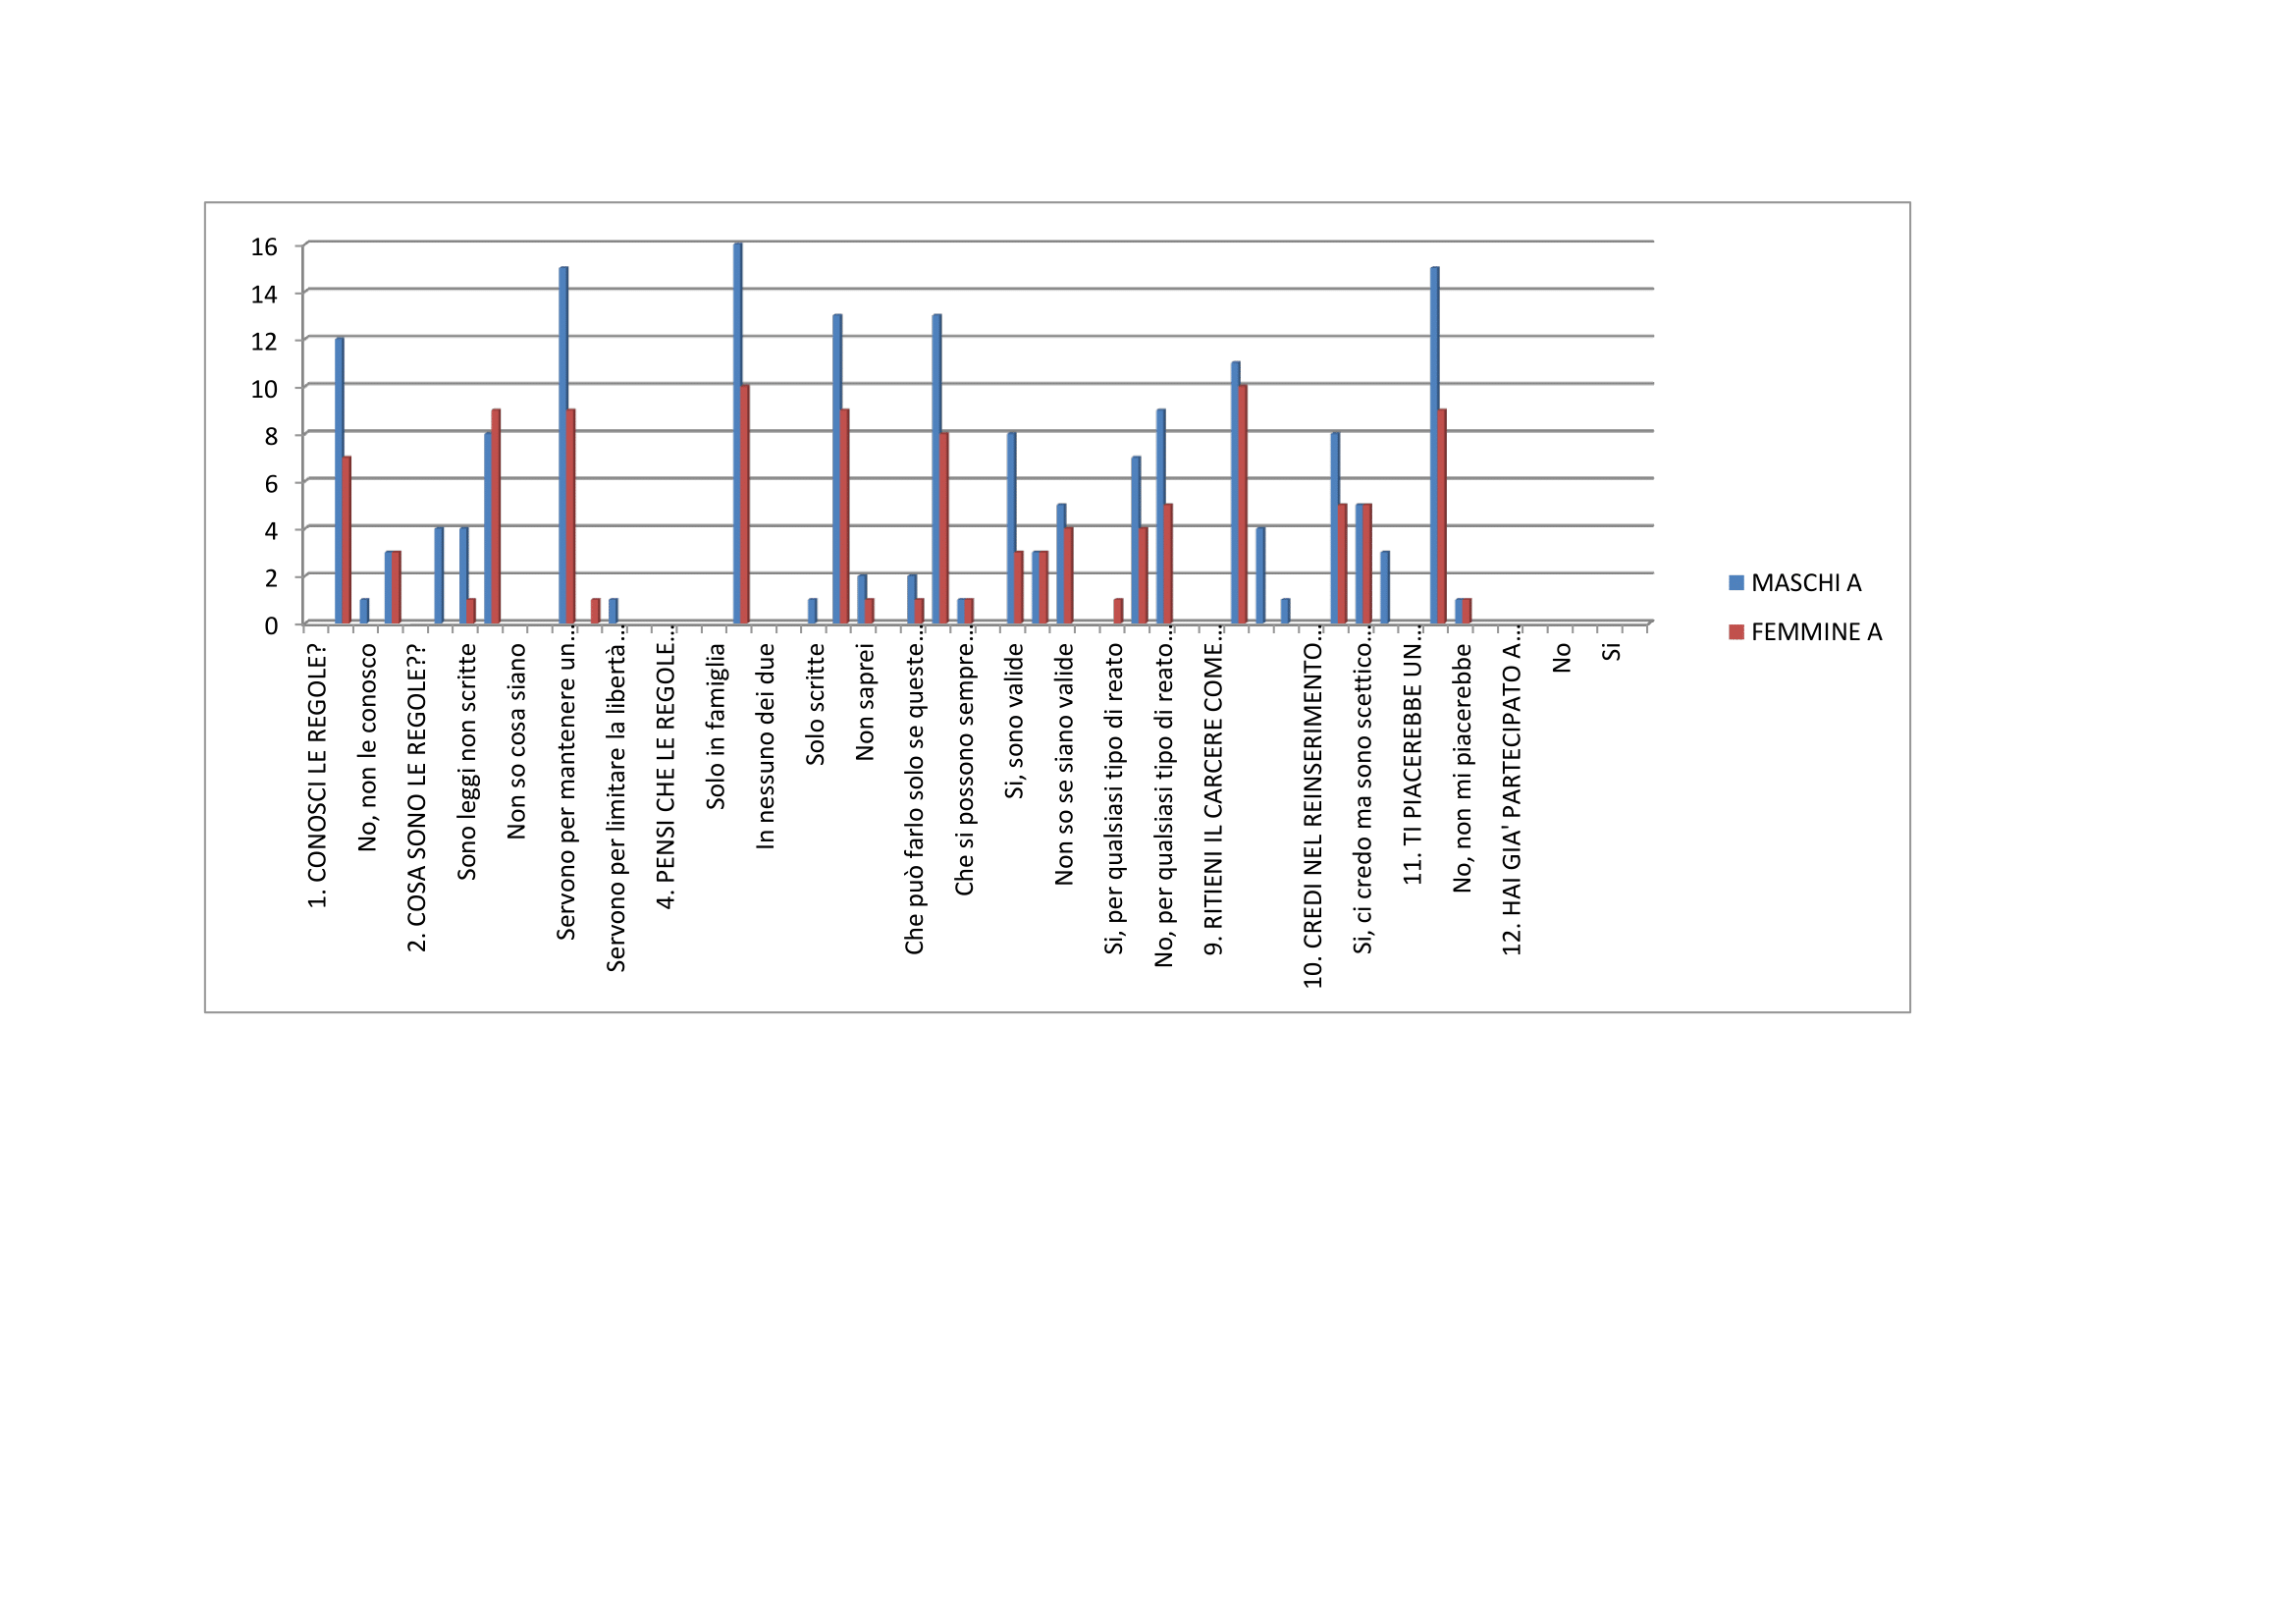 16
14
12
10
8
6
4
2
0
1. CONOSCI LE REGOLE?
No, non le conosco
2. COSA SONO LE REGOLE??
Sono leggi non scritte
Non so cosa siano
Servono per mantenere un...
Servono per limitare la libertà...
4. PENSI CHE LE REGOLE...
Solo in famiglia
In nessuno dei due
Solo scritte
Non saprei
Che può farlo solo se queste...
Che si possono sempre...
Si, sono valide
Non so se siano valide
Si, per qualsiasi tipo di reato
No, per qualsiasi tipo di reato...
9. RITIENI IL CARCERE COME...
10. CREDI NEL REINSERIMENTO...
Si, ci credo ma sono scettico...
11. TI PIACEREBBE UN...
No, non mi piacerebbe
12. HAI GIA' PARTECIPATO A...
No
Si
MASCHI A
FEMMINE A